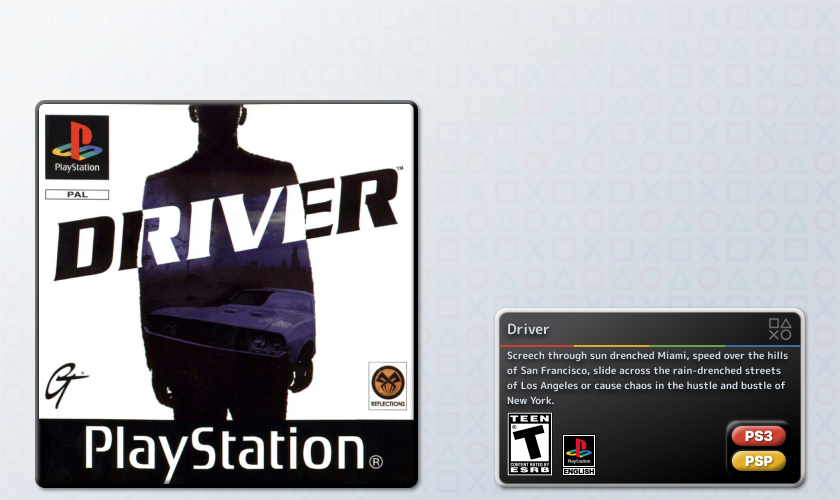 PlayStation
PAL
DRIVER™
GT
REFLECTIONS
PlayStation®
Driver
Screech through sun drenched Miami, speed over the hills
of San Francisco, slide across the rain-drenched streets
of Los Angeles or cause chaos in the hustle and bustle of
New York.
TEEN
T
®
CONTENT RATED BY
ESRB
PlayStation
ENGLISH
PS3
PSP